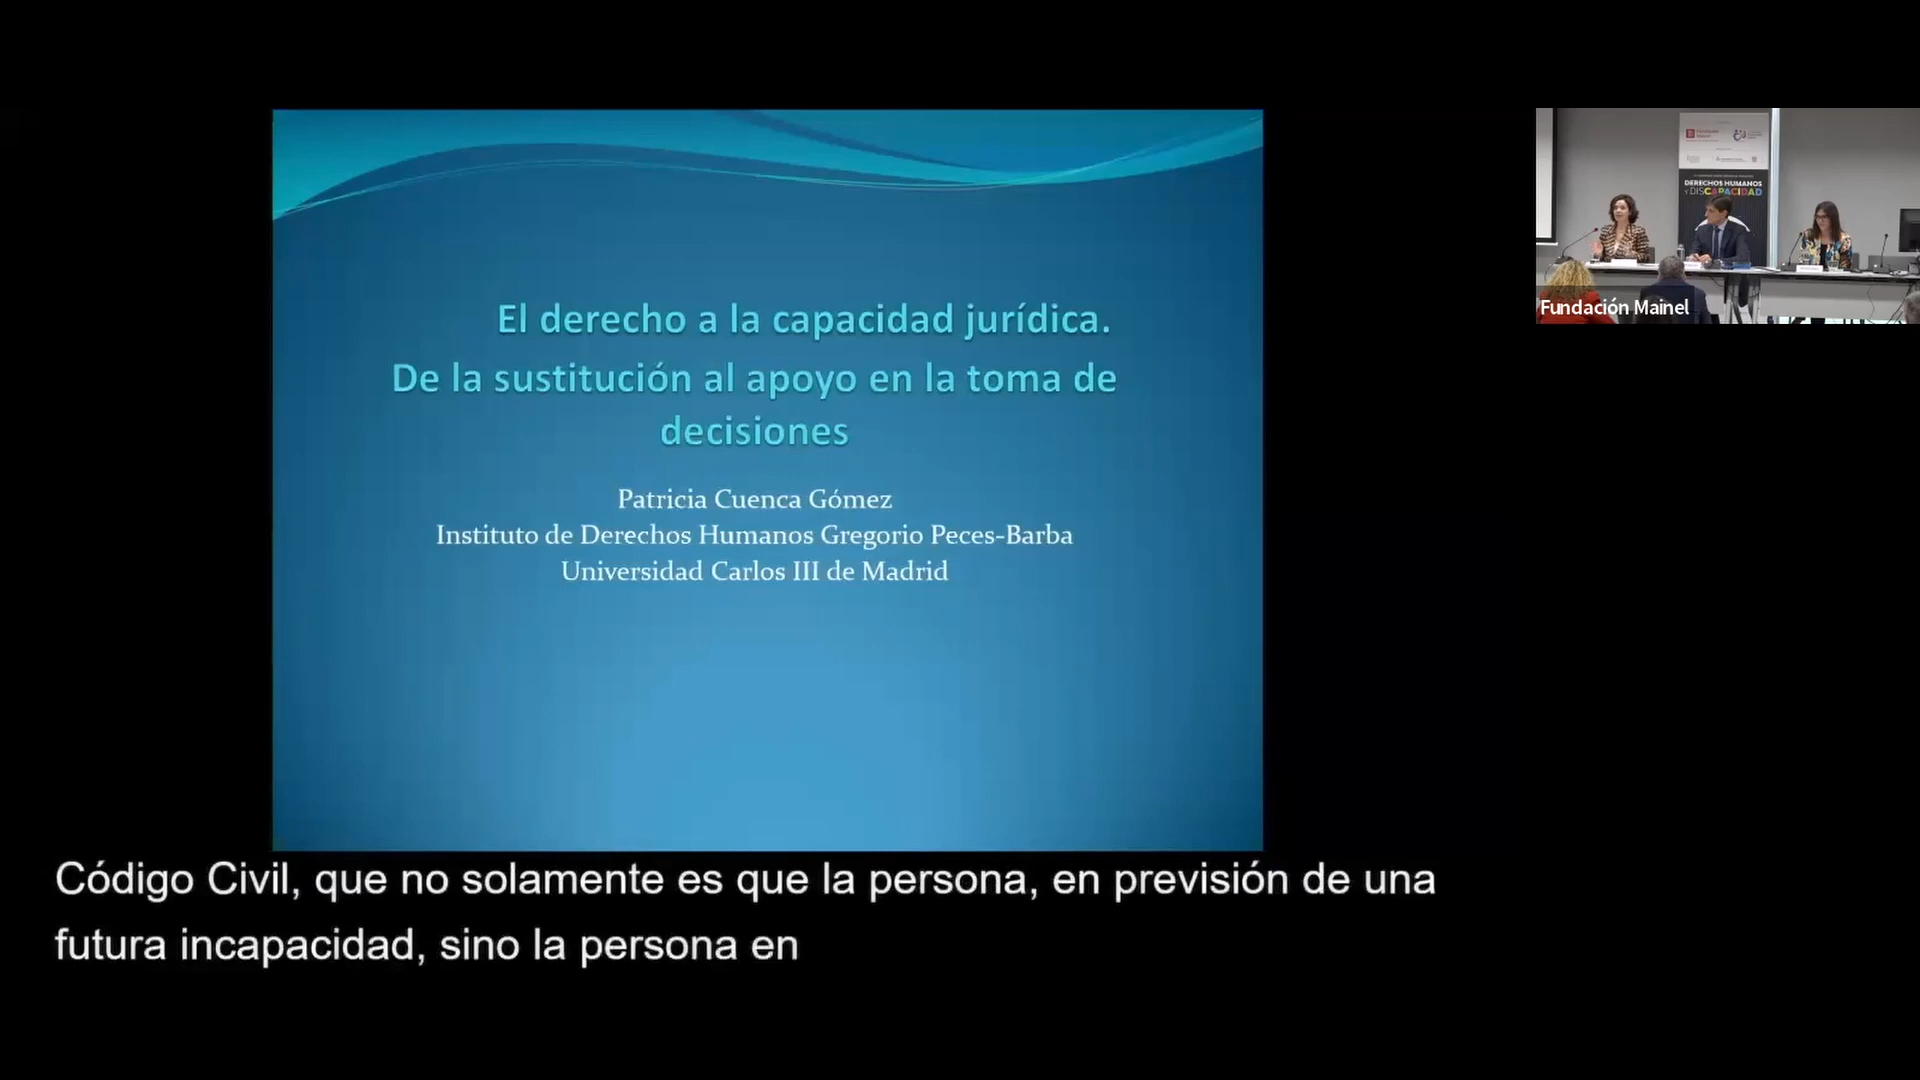 El derecho a la capacidad jurídica.
De la sustitución al apoyo en la toma de
decisiones
Patricia Cuenca Gómez
Instituto de Derechos Humanos Gregorio Peces-Barba
Universidad Carlos III de Madrid
DERECHOS HUMANOS
Y DISCAPACIDAD
Fundación Mainel
Código Civil, que no solamente es que la persona, en previsión de una
futura incapacidad, sino la persona en